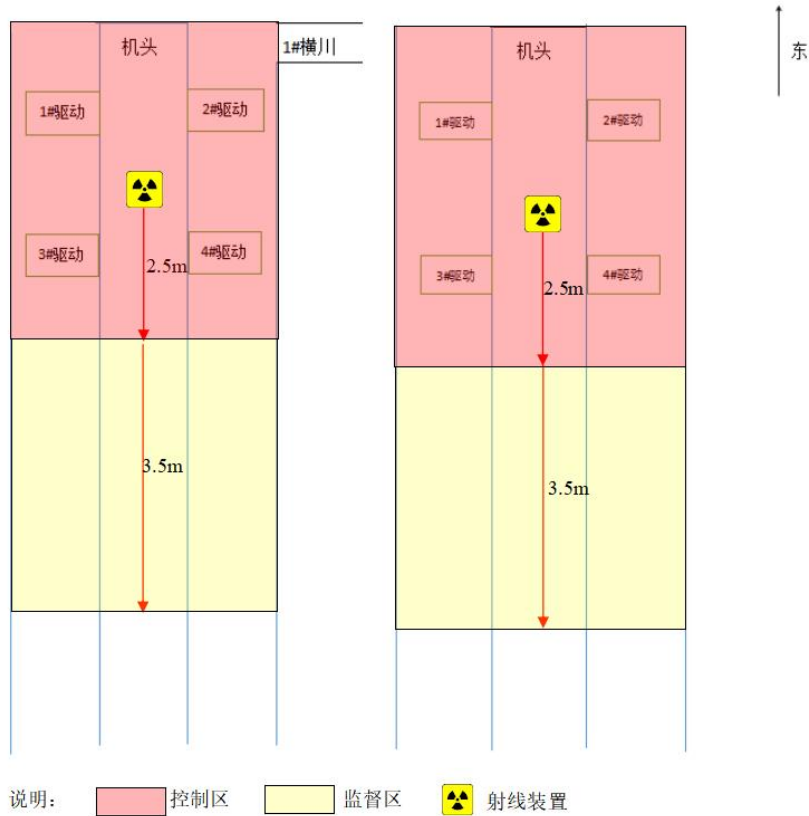 机头
1#横川
1#驱动
2#驱动
3#驱动
4#驱动
2.5m
3.5m
机头
1#驱动
2#驱动
3#驱动
4#驱动
2.5m
3.5m
东
说明：
控制区
监督区
射线装置